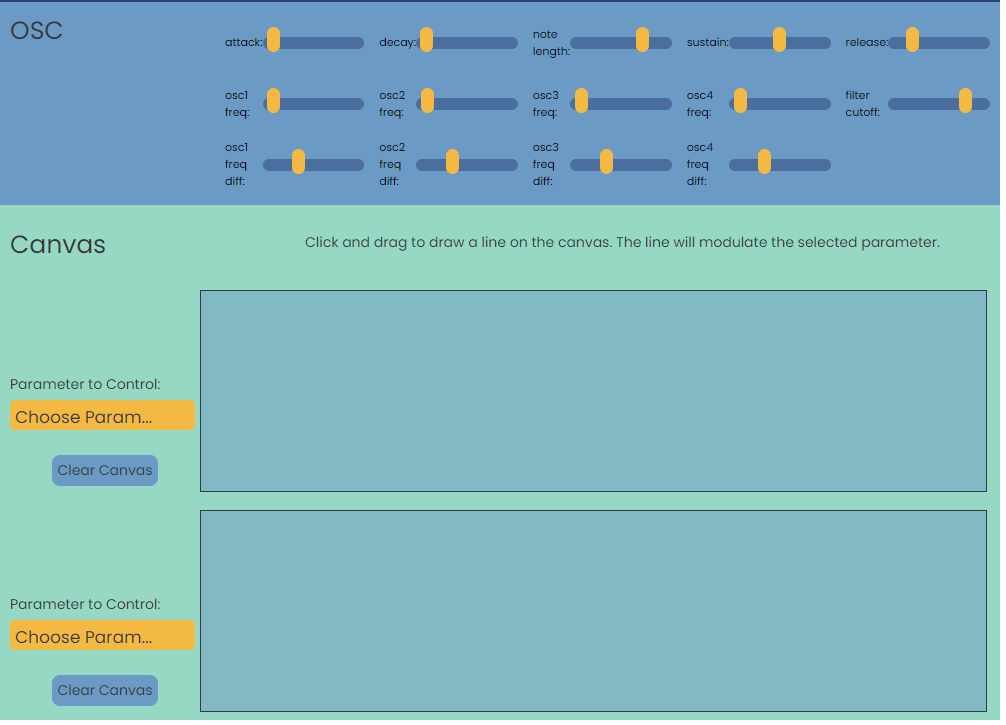 OSC
attack:
decay:
note
length:
sustain:
release:
osc1
freq:
osc2
freq:
osc3
freq:
osc4
freq:
filter
cutoff:
osc1
freq
diff:
osc2
freq
diff:
osc3
freq
diff:
osc4
freq
diff:
Canvas
Click and drag to draw a line on the canvas. The line will modulate the selected parameter.
Parameter to Control:
Choose Param...
Clear Canvas
Parameter to Control:
Choose Param...
Clear Canvas